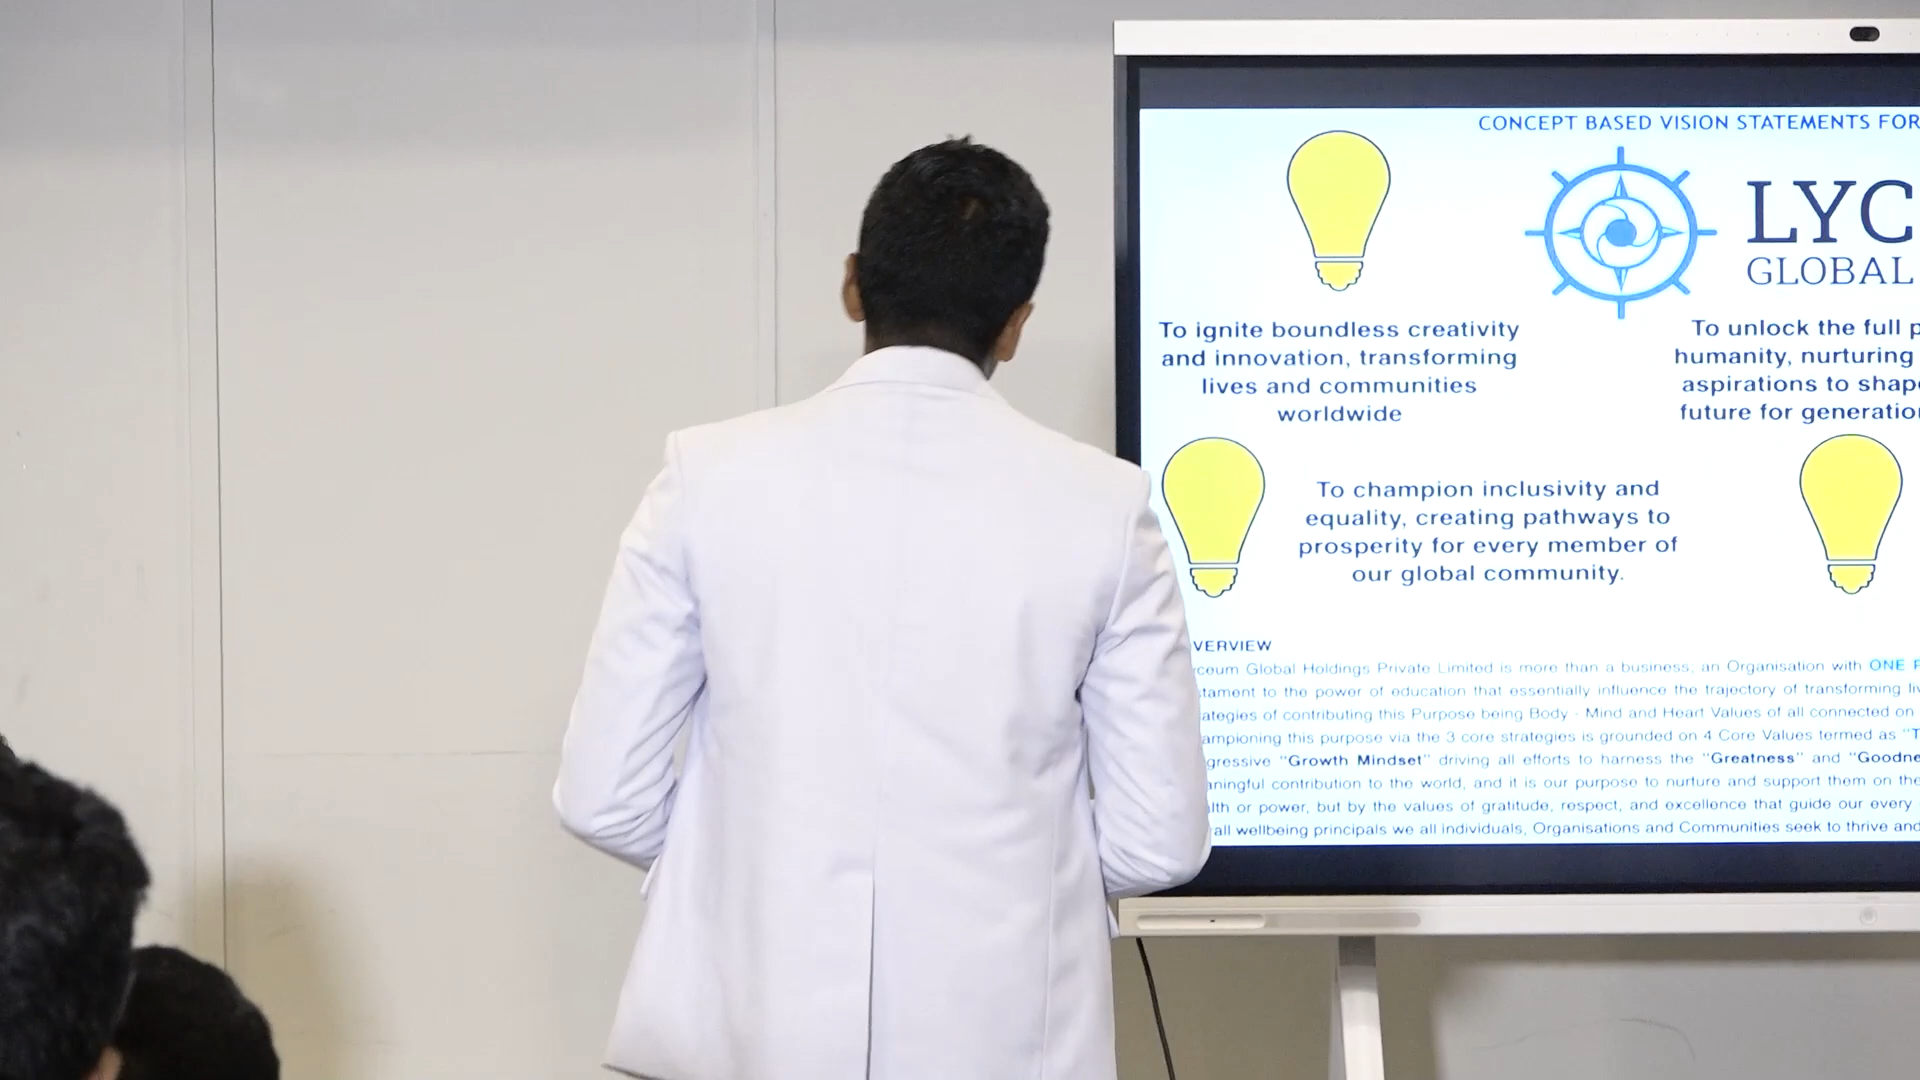 CONCEPT BASED VISION STATEMENTS FOR
LYC
GLOBAL
To ignite boundless creativity
and innovation, transforming
lives and communities
worldwide
To unlock the full
humanity, nurturing
aspirations to shape
future for generation
To champion inclusivity and
equality, creating pathways to
prosperity for every member of
our global community.
VERVIEW
yceum Global Holdings Private Limited is more than a business, an Organisation with ONE
tament to the power of education that essentially influence the trajectory of transforming
ategies of contributing this Purpose being Body - Mind and Heart Values of all connected on
ampioning this purpose via the 3 core strategies is grounded on 4 Core Values termed as "T
gressive "Growth Mindset" driving all efforts to harness the "Greatness" and "Goodne
aningful contribution to the world, and it is our purpose to nurture and support them on the
lth or power, but by the values of gratitude, respect, and excellence that guide our every
all wellbeing principals we all individuals, Organisations and Communities seek to thrive and